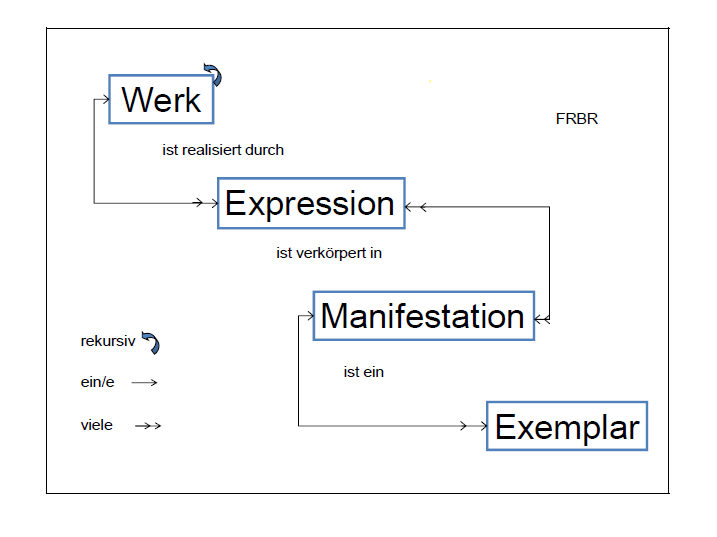 Werk
FRBR
ist realisiert durch
Expression
ist verkörpert in
Manifestation
rekursiv
ist ein
ein/e
viele
Exemplar